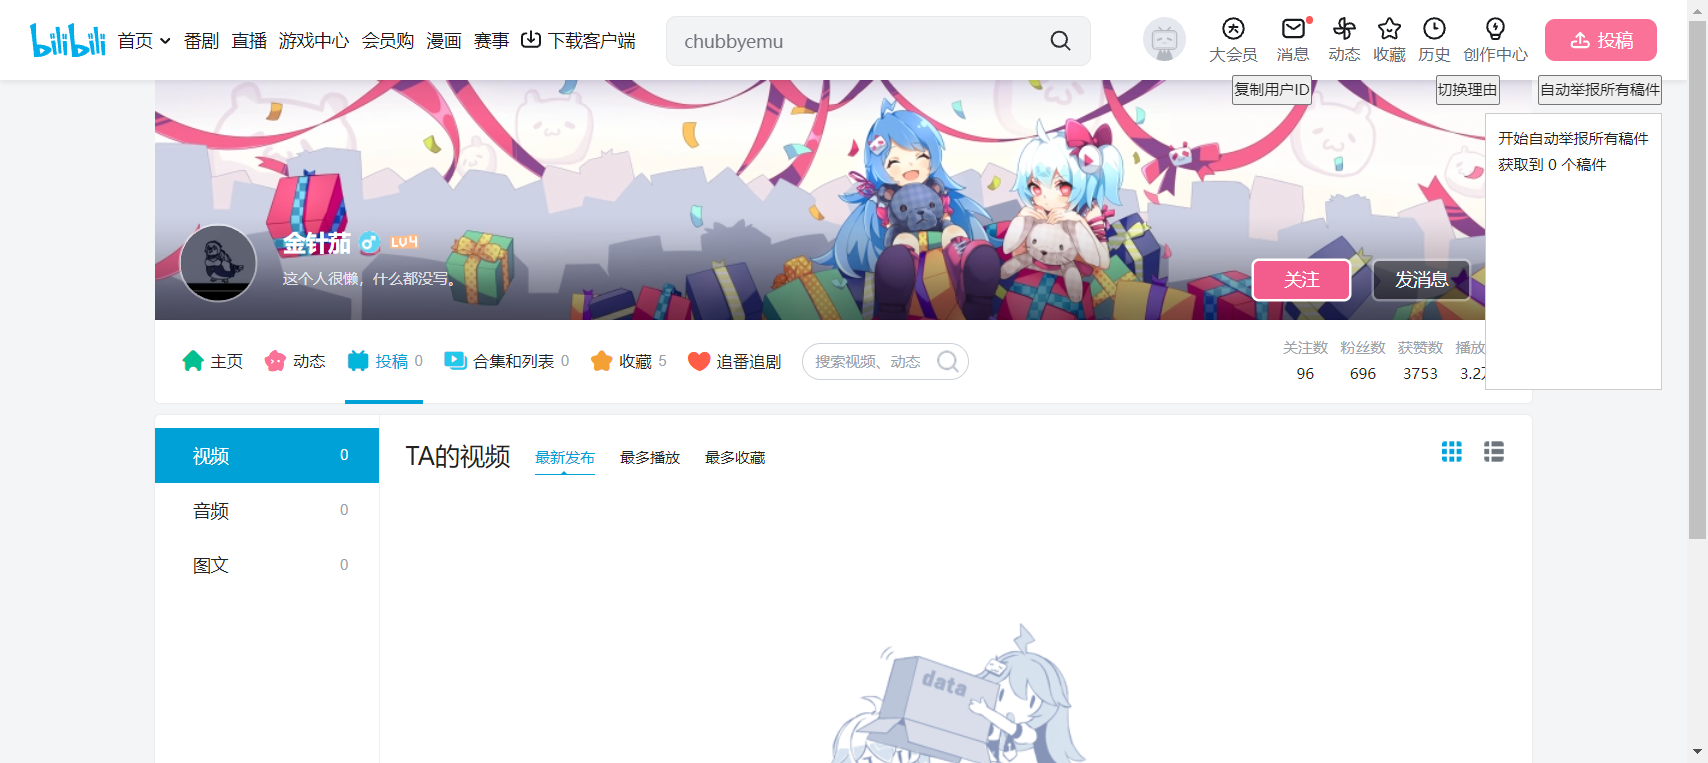 bilibili 首页 番剧 直播 游戏中心 会员购 漫画 赛事 下载客户端 chubbyemu 大会员 消息 动态 收藏 历史 创作中心 投稿
复制用户ID 切换理由 自动举报所有稿件
开始自动举报所有稿件
获取到 0 个稿件
金针茄 LV4
这个人很懒，什么都没写。
关注 发消息
主页 动态 投稿 0 合集和列表 0 收藏 5 追番追剧 搜索视频、动态
关注数 粉丝数 获赞数 播放
96 696 3753 3.2
视频 0
音频 0
图文 0
TA的视频 最新发布 最多播放 最多收藏
data